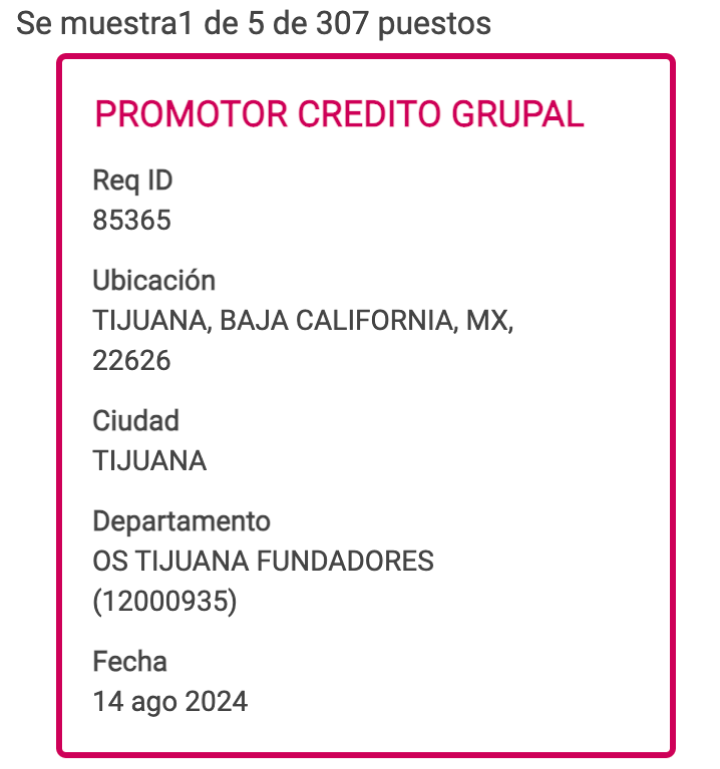 Se muestra1 de 5 de 307 puestos
PROMOTOR CREDITO GRUPAL
Req ID
85365
Ubicación
TIJUANA, BAJA CALIFORNIA, MX,
22626
Ciudad
TIJUANA
Departamento
OS TIJUANA FUNDADORES
(12000935)
Fecha
14 ago 2024